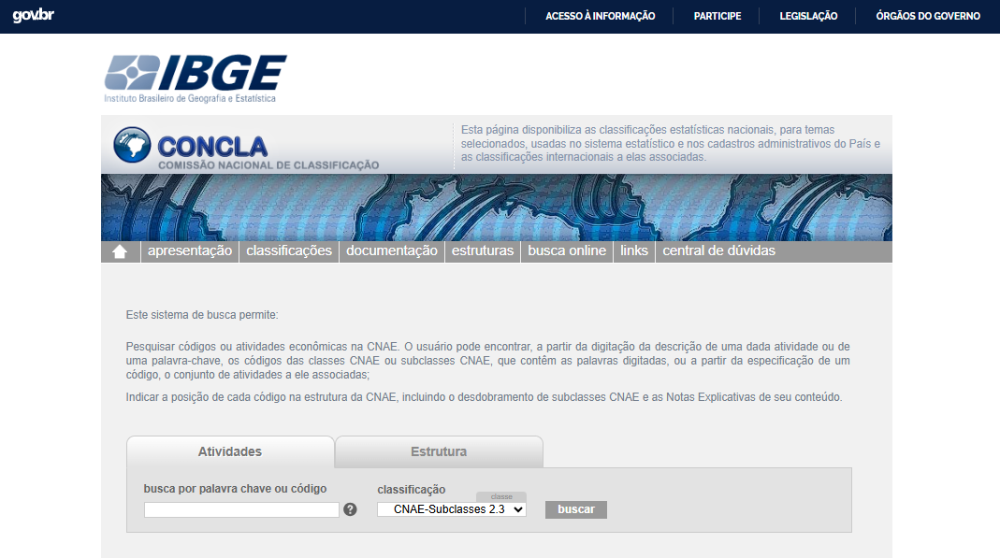 gov.br
ACESSO À INFORMAÇÃO
PARTICIPE
LEGISLAÇÃO
ÓRGÃOS DO GOVERNO
IBGE
Instituto Brasileiro de Geografia e Estatística
CONCLA
COMISSÃO NACIONAL DE CLASSIFICAÇÃO
Esta página disponibiliza as classificações estatísticas nacionais, para temas
selecionados, usadas no sistema estatístico e nos cadastros administrativos do País e
as classificações internacionais a elas associadas.
apresentação
classificações
documentação
estruturas
busca online
links
central de dúvidas
Este sistema de busca permite:
Pesquisar códigos ou atividades econômicas na CNAE. O usuário pode encontrar, a partir da digitação da descrição de uma dada atividade ou de
uma palavra-chave, os códigos das classes CNAE ou subclasses CNAE, que contêm as palavras digitadas, ou a partir da especificação de um
código, o conjunto de atividades a ele associadas;
Indicar a posição de cada código na estrutura da CNAE, incluindo o desdobramento de subclasses CNAE e as Notas Explicativas de seu conteúdo.
Atividades
Estrutura
busca por palavra chave ou código
?
classificação
classe
CNAE-Subclasses 2.3
buscar